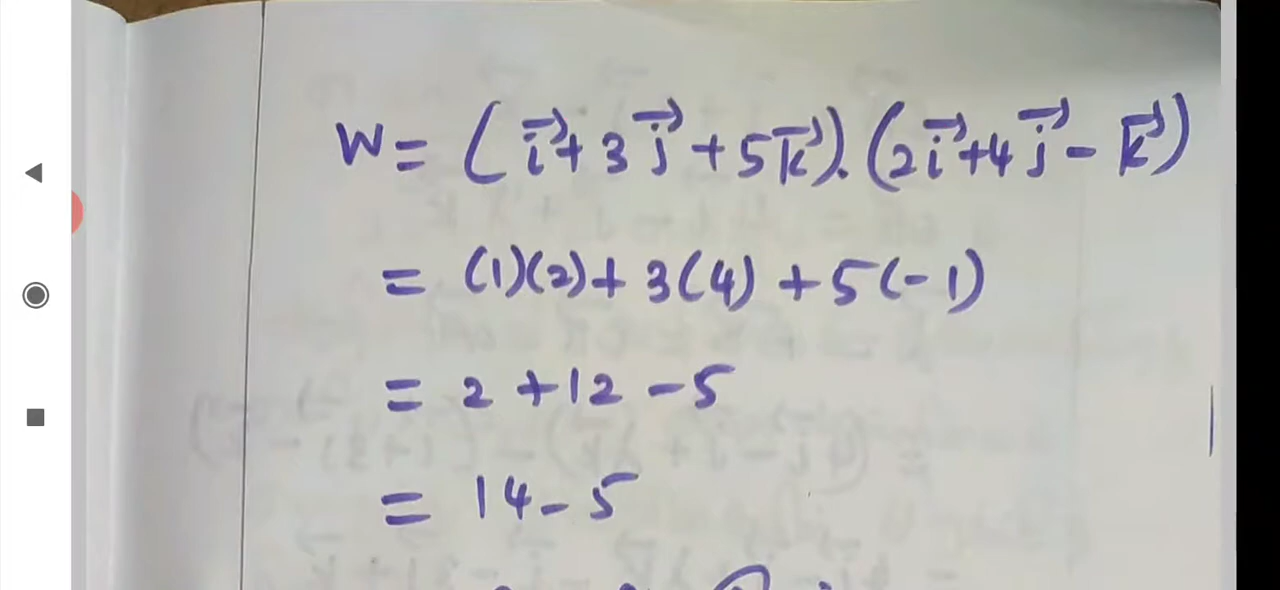 W = (i⃗ + 3j⃗ + 5k⃗).(2i⃗ + 4j⃗ - k⃗)
= (1)(2) + 3(4) + 5(-1)
= 2 + 12 - 5
= 14 - 5